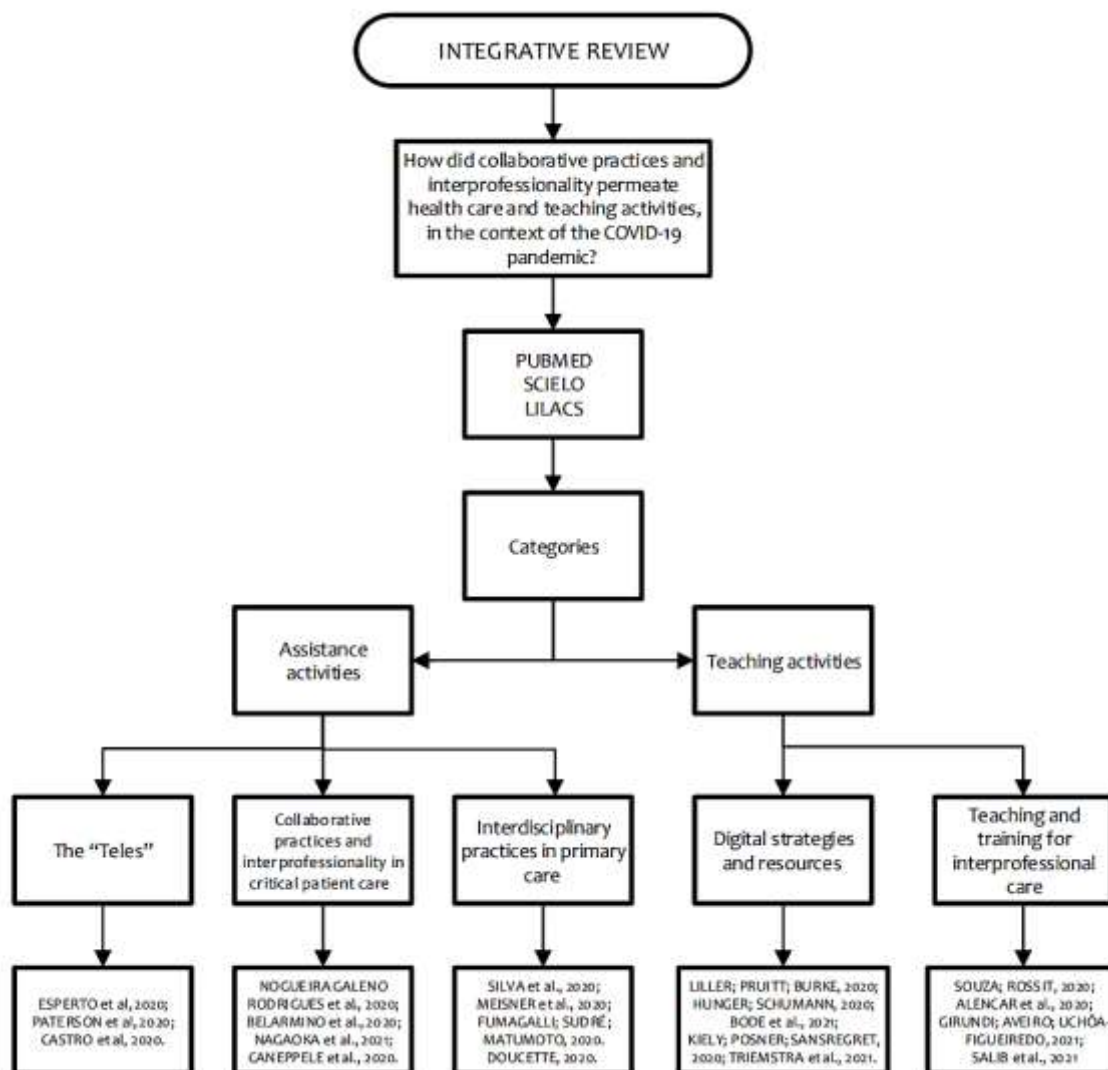 INTEGRATIVE REVIEW
How did collaborative practices and
interprofessionality permeate
health care and teaching activities,
in the context of the COVID-19
pandemic?
PUBMED
SCIELO
LILACS
Categories
Assistance
activities
Teaching activities
The “Teles”
Collaborative
practices and
interprofessionality in
critical patient care
Interdisciplinary
practices in primary
care
Digital strategies
and resources
Teaching and
training for
interprofessional
care
ESPERTO et al, 2020;
PATERSON et al, 2020;
CASTRO et al, 2020.
NOGUEIRA GALENO
RODRIGUES et al., 2020;
BELARMINO et al., 2020;
NAGAOKA et al., 2021;
CANEPPELE et al., 2020.
SILVA et al., 2020;
MEISNER et al., 2020;
FUMAGALLI; SUDRÉ;
MATUMOTO, 2020.
DOUCETTE, 2020.
LILLER; PRUITT; BURKE, 2020;
HUNGER; SCHUMANN, 2020;
BODE et al., 2021;
KIELY; POSNER; SANSREGRET,
2020; TRIEMSTRA et al., 2021.
SOUZA; ROSSIT, 2020;
ALENCAR et al., 2020;
GIRUNDI; AVEIRO; UCHÔA-
FIGUEIREDO, 2021;
SALIB et al., 2021